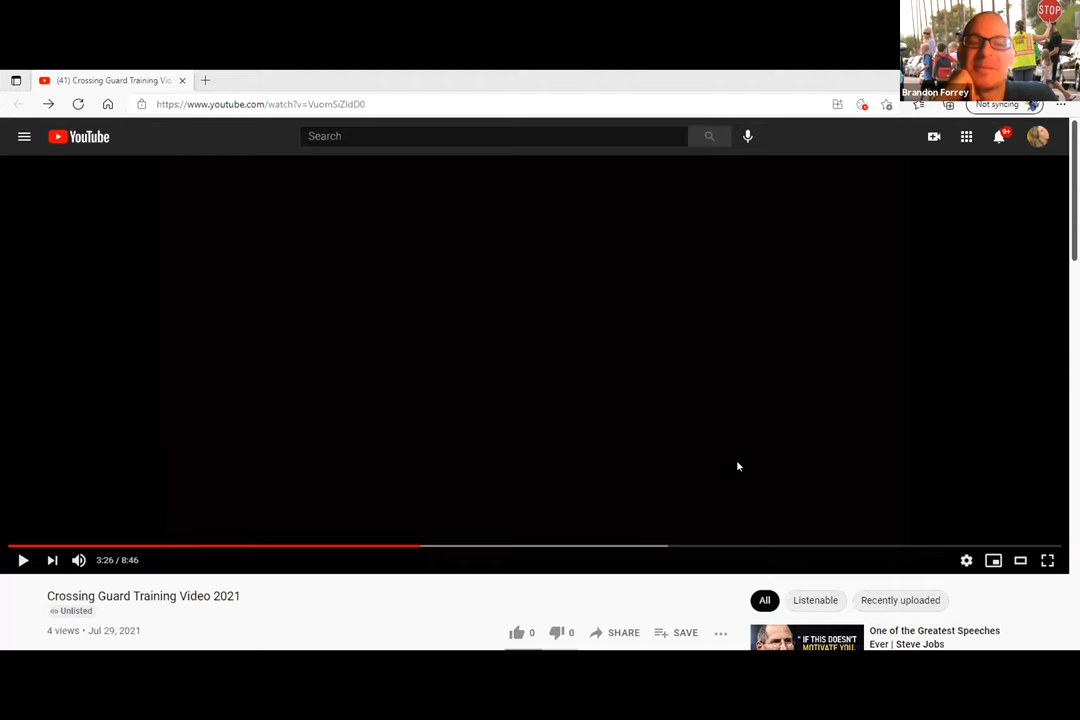 STOP
Brandon Forrey
(41) Crossing Guard Training Vid
https://www.youtube.com/watch?v=VuomSiZldD0
Not syncing
YouTube
Search
9+
3:26 / 8:46
Crossing Guard Training Video 2021
Unlisted
4 views • Jul 29, 2021
0
0
SHARE
SAVE
All
Listenable
Recently uploaded
"IF THIS DOESN'T
MOTIVATE YOU,
One of the Greatest Speeches
Ever | Steve Jobs